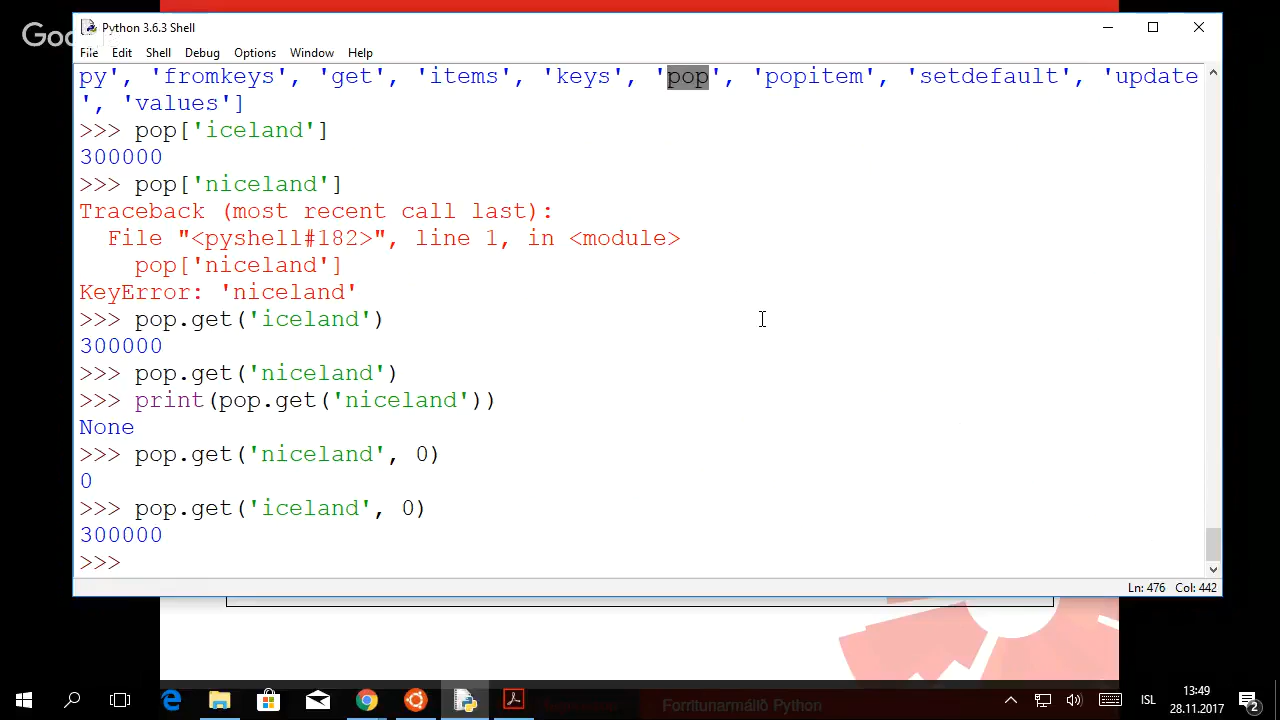 Python 3.6.3 Shell
File Edit Shell Debug Options Window Help
py', 'fromkeys', 'get', 'items', 'keys', 'pop', 'popitem', 'setdefault', 'update
', 'values']
>>> pop['iceland']
300000
>>> pop['niceland']
Traceback (most recent call last):
  File "<pyshell#182>", line 1, in <module>
    pop['niceland']
KeyError: 'niceland'
>>> pop.get('iceland')
300000
>>> pop.get('niceland')
>>> print(pop.get('niceland'))
None
>>> pop.get('niceland', 0)
0
>>> pop.get('iceland', 0)
300000
>>>
Ln: 476 Col: 442
Forritunarmálið Python
ISL
13:49
28.11.2017
2